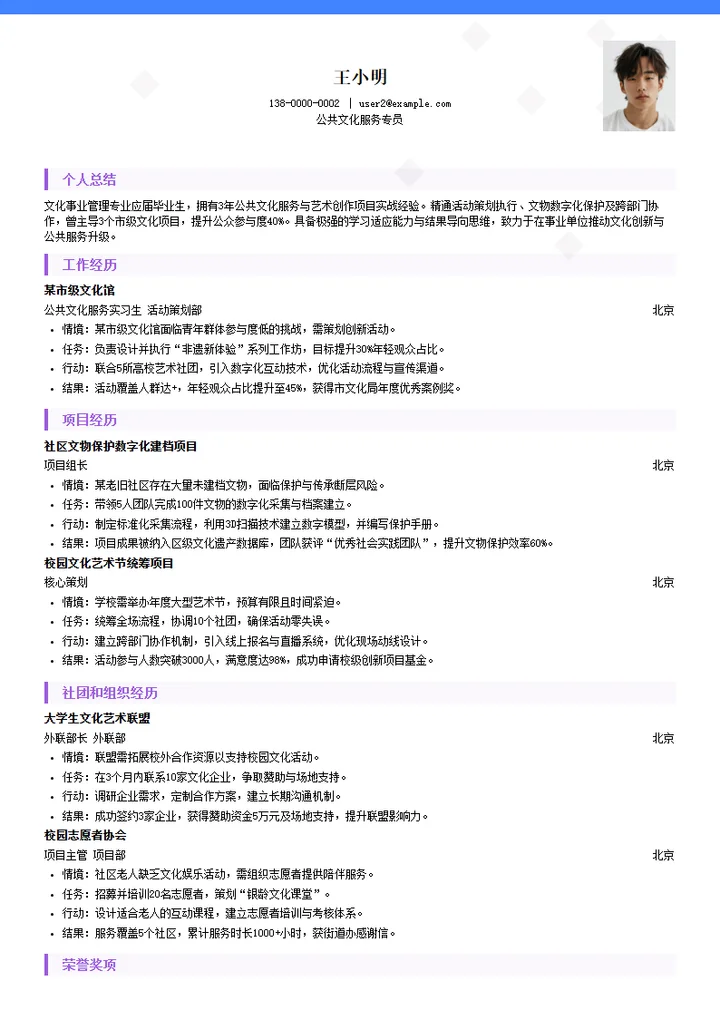 王小明
138-0000-0002 | user2@example.com
公共文化服务专员
个人总结
文化事业管理专业应届毕业生，拥有3年公共文化服务与艺术创作项目实战经验。精通活动策划执行、文物数字化保护及跨部门协
作，曾主导3个市级文化项目，提升公众参与度40%。具备极强的学习适应能力与结果导向思维，致力于在事业单位推动文化创新与
公共服务升级。
工作经历
某市级文化馆
公共文化服务实习生 活动策划部 北京
• 情境：某市级文化馆面临青年群体参与度低的挑战，需策划创新活动。
• 任务：负责设计并执行“非遗新体验”系列工作坊，目标提升30%年轻观众占比。
• 行动：联合5所高校艺术社团，引入数字化互动技术，优化活动流程与宣传渠道。
• 结果：活动覆盖人群达+，年轻观众占比提升至45%，获得市文化局年度优秀案例奖。
项目经历
社区文物保护数字化建档项目
项目组长 北京
• 情境：某老旧社区存在大量未建档文物，面临保护与传承断层风险。
• 任务：带领5人团队完成100件文物的数字化采集与档案建立。
• 行动：制定标准化采集流程，利用3D扫描技术建立数字模型，并编写保护手册。
• 结果：项目成果被纳入区级文化遗产数据库，团队获评“优秀社会实践团队”，提升文物保护效率60%。
校园文化艺术节统筹项目
核心策划 北京
• 情境：学校需举办年度大型艺术节，预算有限且时间紧迫。
• 任务：统筹全场流程，协调10个社团，确保活动零失误。
• 行动：建立跨部门协作机制，引入线上报名与直播系统，优化现场动线设计。
• 结果：活动参与人数突破3000人，满意度达98%，成功申请校级创新项目基金。
社团和组织经历
大学生文化艺术联盟
外联部长 外联部 北京
• 情境：联盟需拓展校外合作资源以支持校园文化活动。
• 任务：在3个月内联系10家文化企业，争取赞助与场地支持。
• 行动：调研企业需求，定制合作方案，建立长期沟通机制。
• 结果：成功签约3家企业，获得赞助资金5万元及场地支持，提升联盟影响力。
校园志愿者协会
项目主管 项目部 北京
• 情境：社区老人缺乏文化娱乐活动，需组织志愿者提供陪伴服务。
• 任务：招募并培训20名志愿者，策划“银龄文化课堂”。
• 行动：设计适合老人的互动课程，建立志愿者培训与考核体系。
• 结果：服务覆盖5个社区，累计服务时长1000+小时，获街道办感谢信。
荣誉奖项